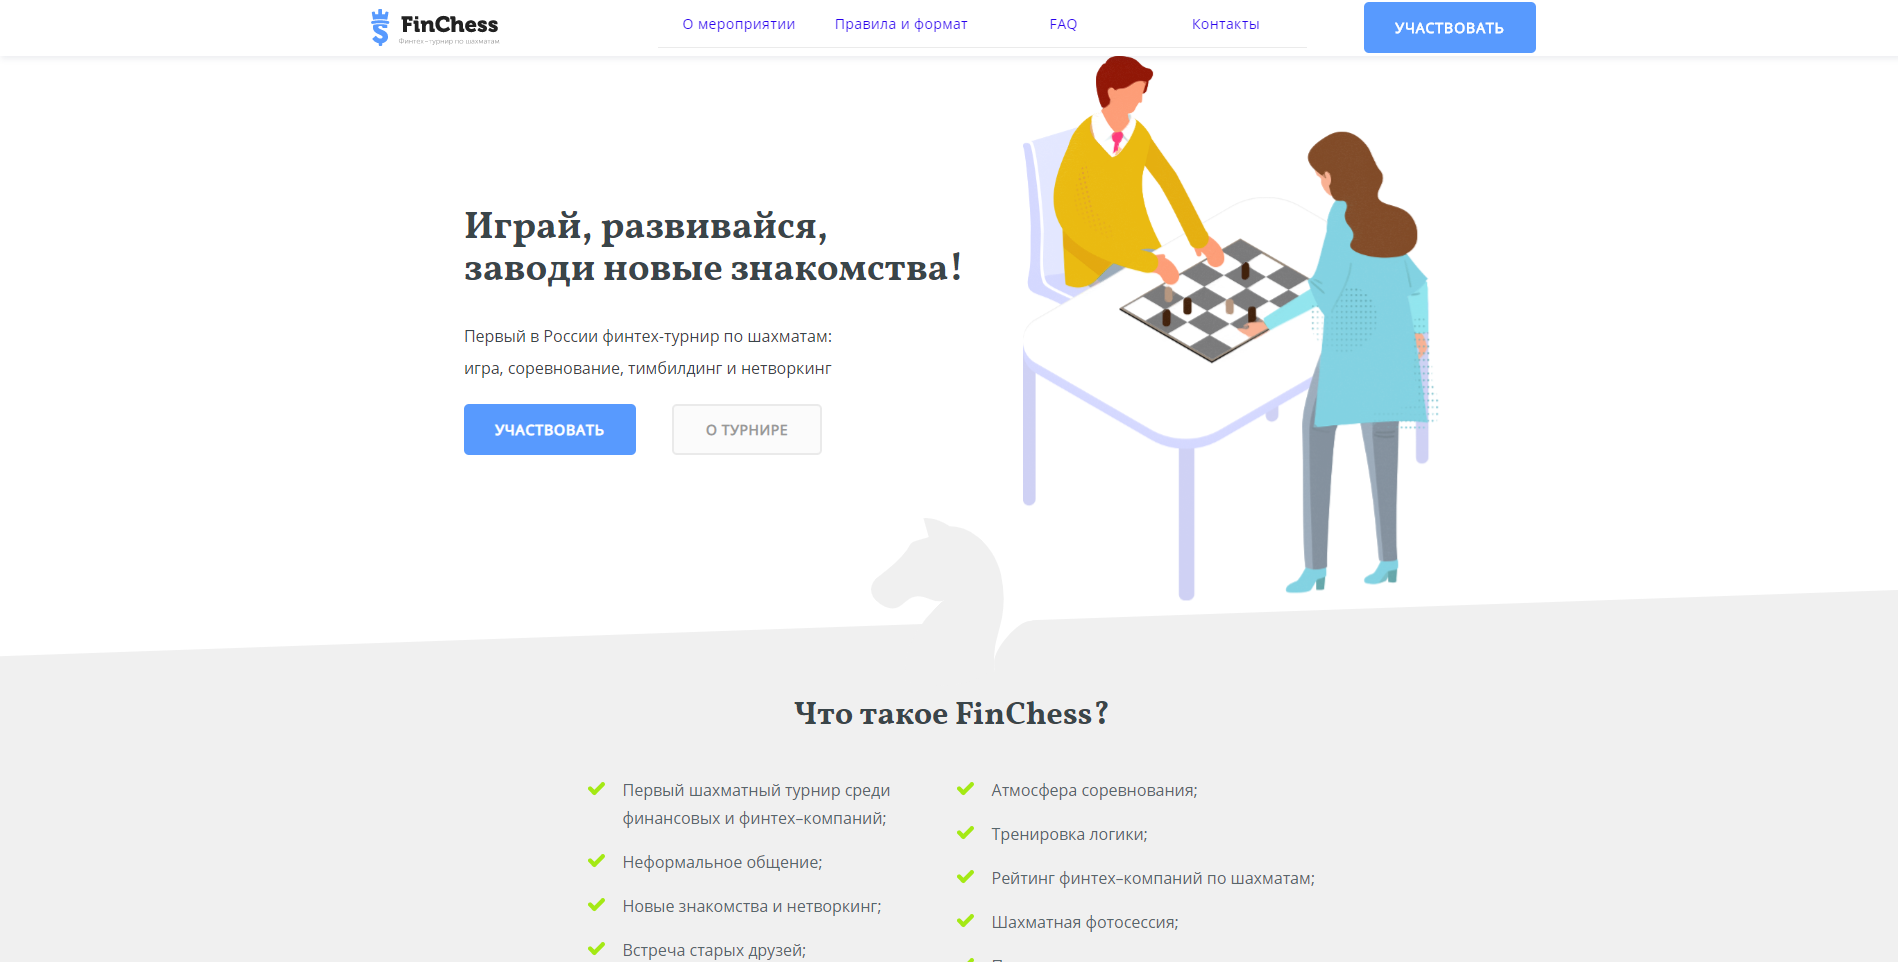 FinChess
Финтех–турнир по шахматам
О мероприятии
Правила и формат
FAQ
Контакты
УЧАСТВОВАТЬ
Играй, развивайся,
заводи новые знакомства!
Первый в России финтех-турнир по шахматам:
игра, соревнование, тимбилдинг и нетворкинг
УЧАСТВОВАТЬ
О ТУРНИРЕ
Что такое FinChess?
Первый шахматный турнир среди
финансовых и финтех–компаний;
Неформальное общение;
Новые знакомства и нетворкинг;
Встреча старых друзей;
Атмосфера соревнования;
Тренировка логики;
Рейтинг финтех–компаний по шахматам;
Шахматная фотосессия;